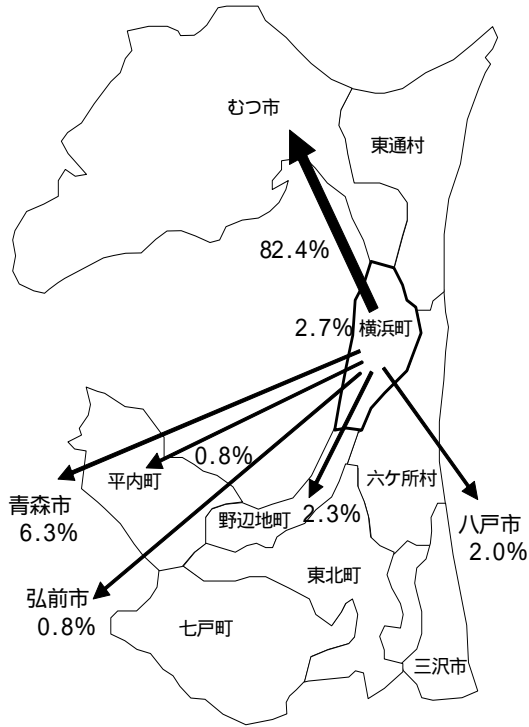 むつ市
東通村
82.4%
2.7%
横浜町
0.8%
平内町
六ケ所村
青森市
6.3%
野辺地町
2.3%
八戸市
2.0%
東北町
弘前市
0.8%
七戸町
三沢市